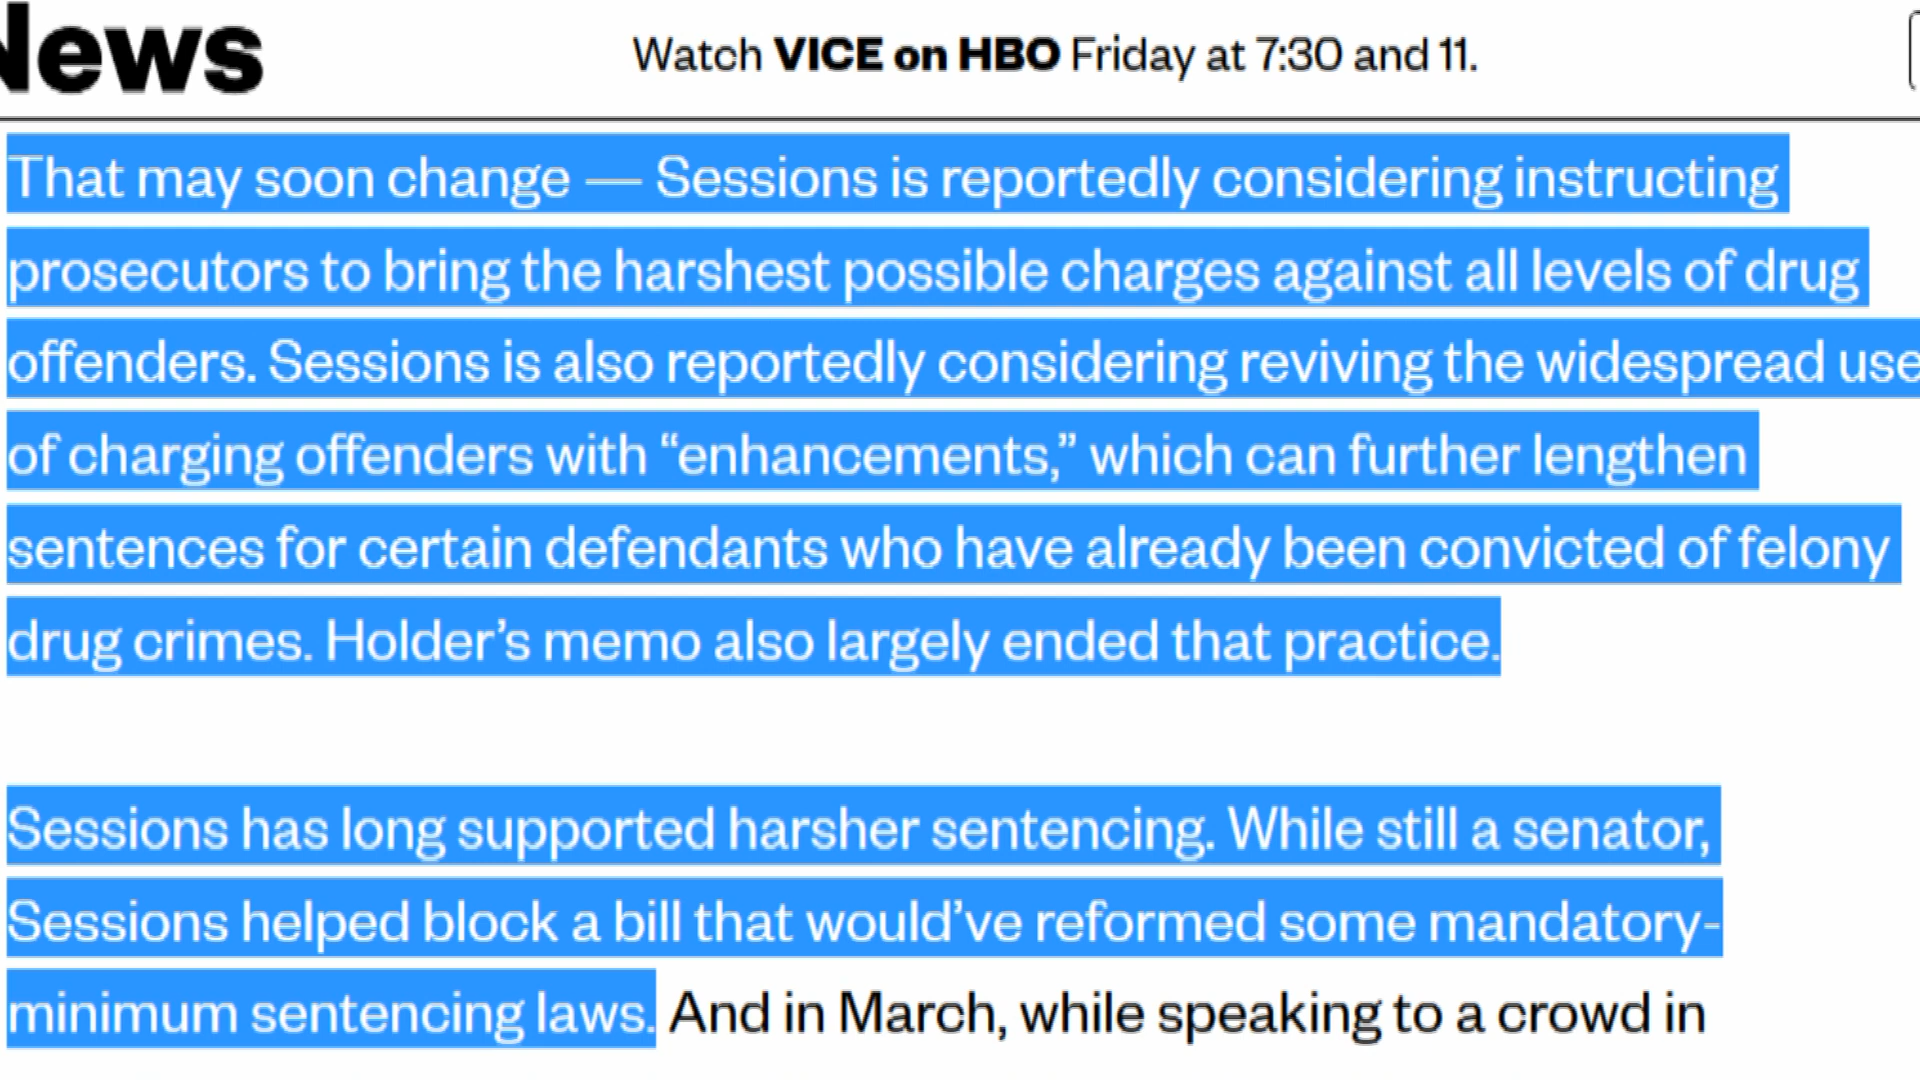 News
Watch VICE on HBO Friday at 7:30 and 11.
That may soon change — Sessions is reportedly considering instructing
prosecutors to bring the harshest possible charges against all levels of drug
offenders. Sessions is also reportedly considering reviving the widespread use
of charging offenders with “enhancements,” which can further lengthen
sentences for certain defendants who have already been convicted of felony
drug crimes. Holder’s memo also largely ended that practice.
Sessions has long supported harsher sentencing. While still a senator,
Sessions helped block a bill that would’ve reformed some mandatory-
minimum sentencing laws. And in March, while speaking to a crowd in